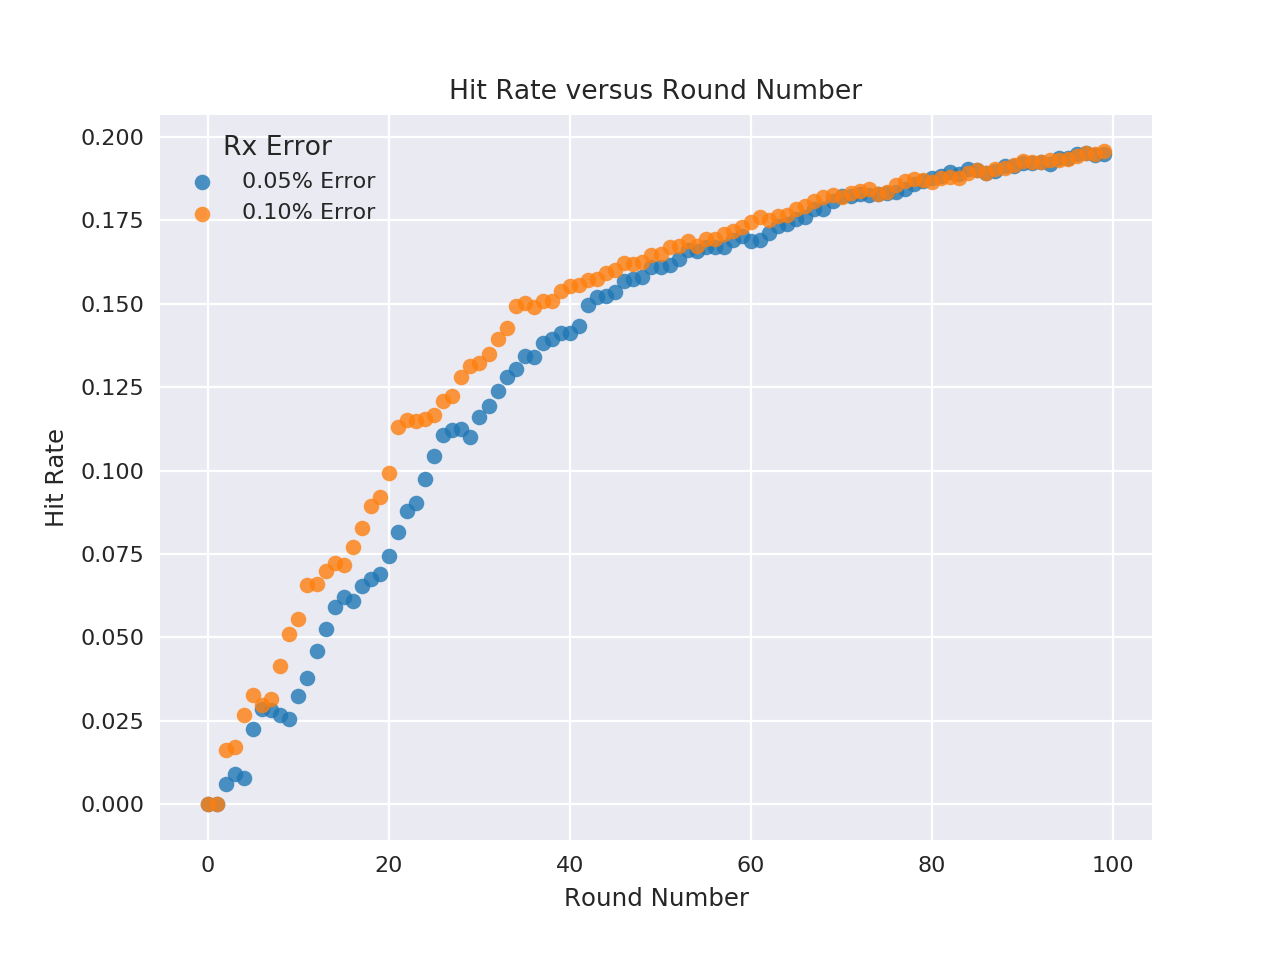 Hit Rate versus Round Number
Rx Error
0.05% Error
0.10% Error
Hit Rate
0.200
0.175
0.150
0.125
0.100
0.075
0.050
0.025
0.000
0 20 40 60 80 100
Round Number